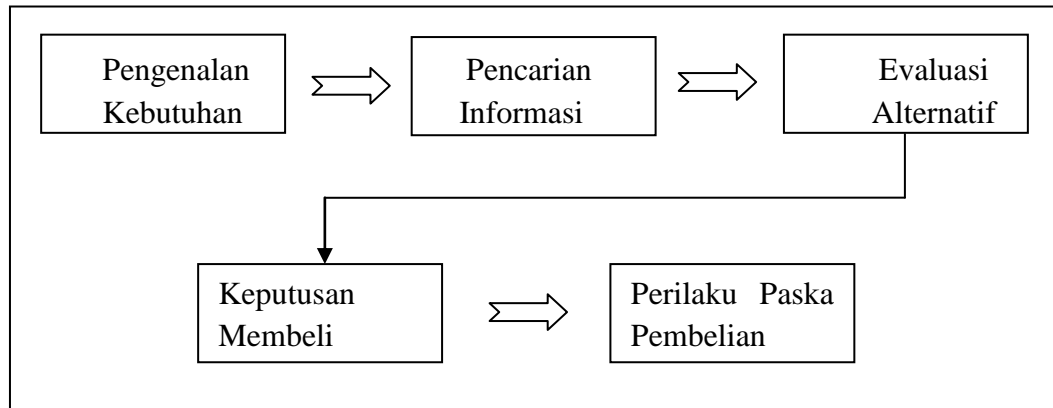 Pengenalan
Kebutuhan
Pencarian
Informasi
Evaluasi
Alternatif
Keputusan
Membeli
Perilaku Paska
Pembelian